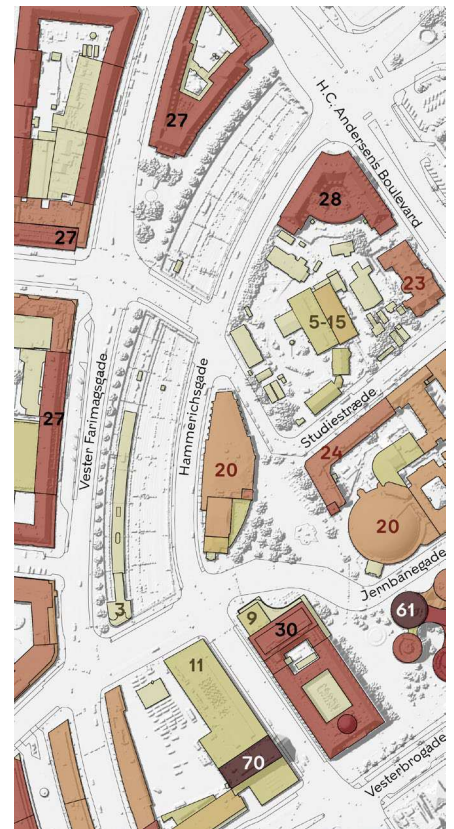 27
H.C. Andersens Boulevard
28
27
23
5-15
27
Vester Farimagsgade
Hammerichsgade
Studiestræde
24
20
20
Jernbanegade
3
9
61
30
11
70
Vesterbrogade